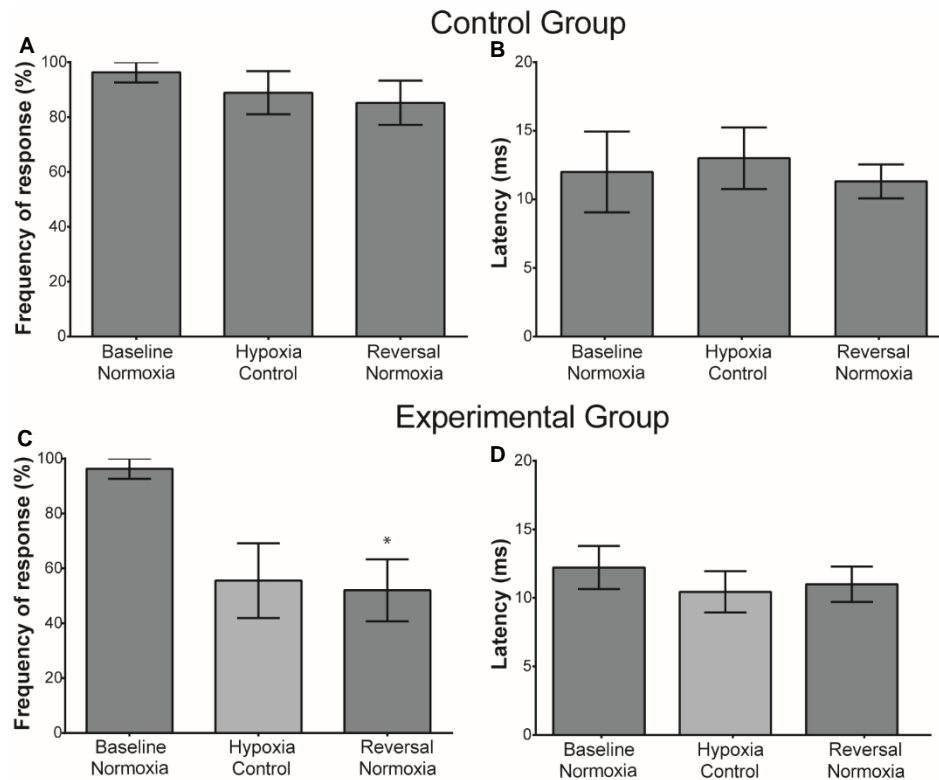 Control Group
A
Frequency of response (%)
100
80
60
40
20
0
Baseline
Normoxia
Hypoxia
Control
Reversal
Normoxia
B
Latency (ms)
20
15
10
5
0
Baseline
Normoxia
Hypoxia
Control
Reversal
Normoxia
Experimental Group
C
Frequency of response (%)
100
80
60
40
20
0
*
Baseline
Normoxia
Hypoxia
Control
Reversal
Normoxia
D
Latency (ms)
20
15
10
5
0
Baseline
Normoxia
Hypoxia
Control
Reversal
Normoxia